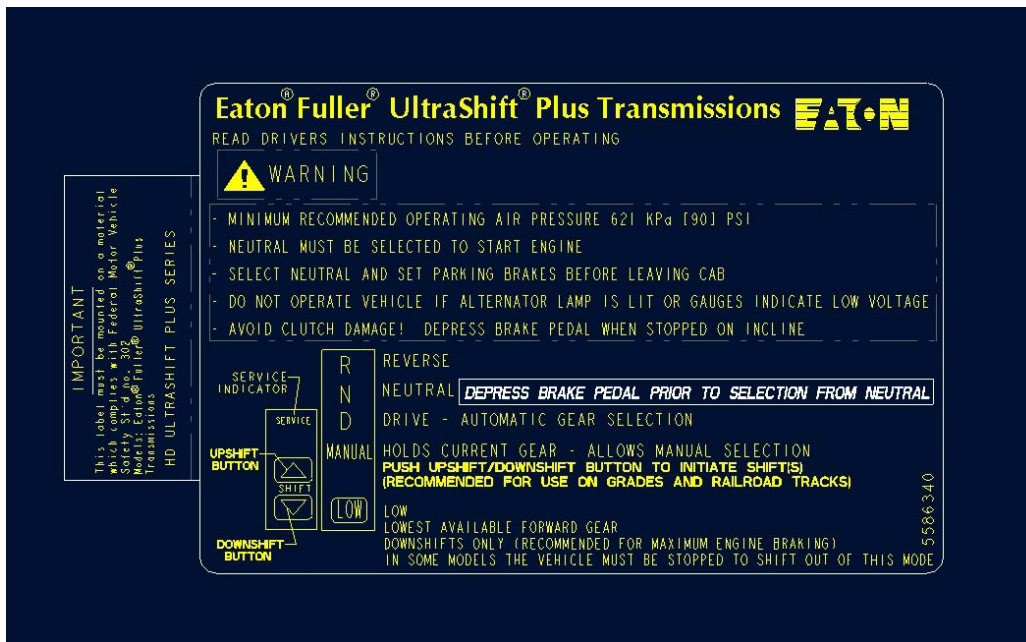 Eaton® Fuller® UltraShift® Plus Transmissions EATON
READ DRIVERS INSTRUCTIONS BEFORE OPERATING
WARNING
- MINIMUM RECOMMENDED OPERATING AIR PRESSURE 621 KPa [90] PSI
- NEUTRAL MUST BE SELECTED TO START ENGINE
- SELECT NEUTRAL AND SET PARKING BRAKES BEFORE LEAVING CAB
- DO NOT OPERATE VEHICLE IF ALTERNATOR LAMP IS LIT OR GAUGES INDICATE LOW VOLTAGE
- AVOID CLUTCH DAMAGE! DEPRESS BRAKE PEDAL WHEN STOPPED ON INCLINE
SERVICE
INDICATOR
SERVICE
UPSHIFT
BUTTON
SHIFT
DOWNSHIFT
BUTTON
R REVERSE
N NEUTRAL DEPRESS BRAKE PEDAL PRIOR TO SELECTION FROM NEUTRAL
D DRIVE - AUTOMATIC GEAR SELECTION
MANUAL HOLDS CURRENT GEAR - ALLOWS MANUAL SELECTION
PUSH UPSHIFT/DOWNSHIFT BUTTON TO INITIATE SHIFT(S)
(RECOMMENDED FOR USE ON GRADES AND RAILROAD TRACKS)
LOW LOW
LOWEST AVAILABLE FORWARD GEAR
DOWNSHIFTS ONLY (RECOMMENDED FOR MAXIMUM ENGINE BRAKING)
IN SOME MODELS THE VEHICLE MUST BE STOPPED TO SHIFT OUT OF THIS MODE
5586340
IMPORTANT
This label must be mounted on a material
which complies with Federal Motor Vehicle
Safety St'd no. 302
Models: Eaton® Fuller® UltraShift® Plus
Transmissions
HD ULTRASHIFT PLUS SERIES